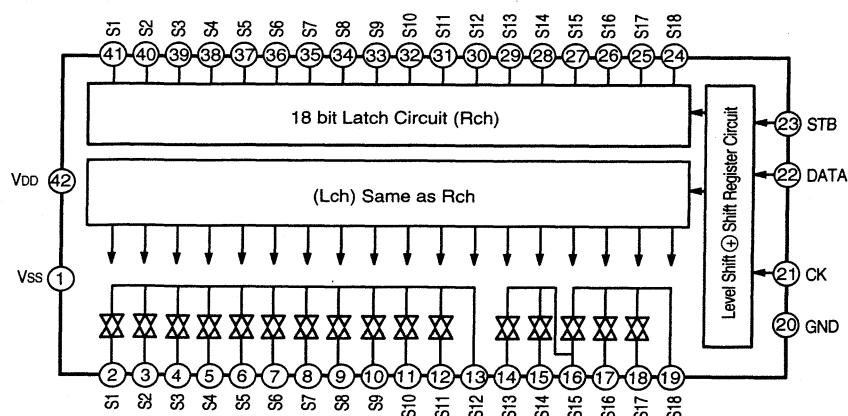 S1 S2 S3 S4 S5 S6 S7 S8 S9 S10 S11 S12 S13 S14 S15 S16 S17 S18
41 40 39 38 37 36 35 34 33 32 31 30 29 28 27 26 25 24
18 bit Latch Circuit (Rch)
Level Shift + Shift Register Circuit
23 STB
VDD 42
(Lch) Same as Rch
22 DATA
VSS 1
21 CK
20 GND
2 3 4 5 6 7 8 9 10 11 12 13 14 15 16 17 18 19
S1 S2 S3 S4 S5 S6 S7 S8 S9 S10 S11 S12 S13 S14 S15 S16 S17 S18